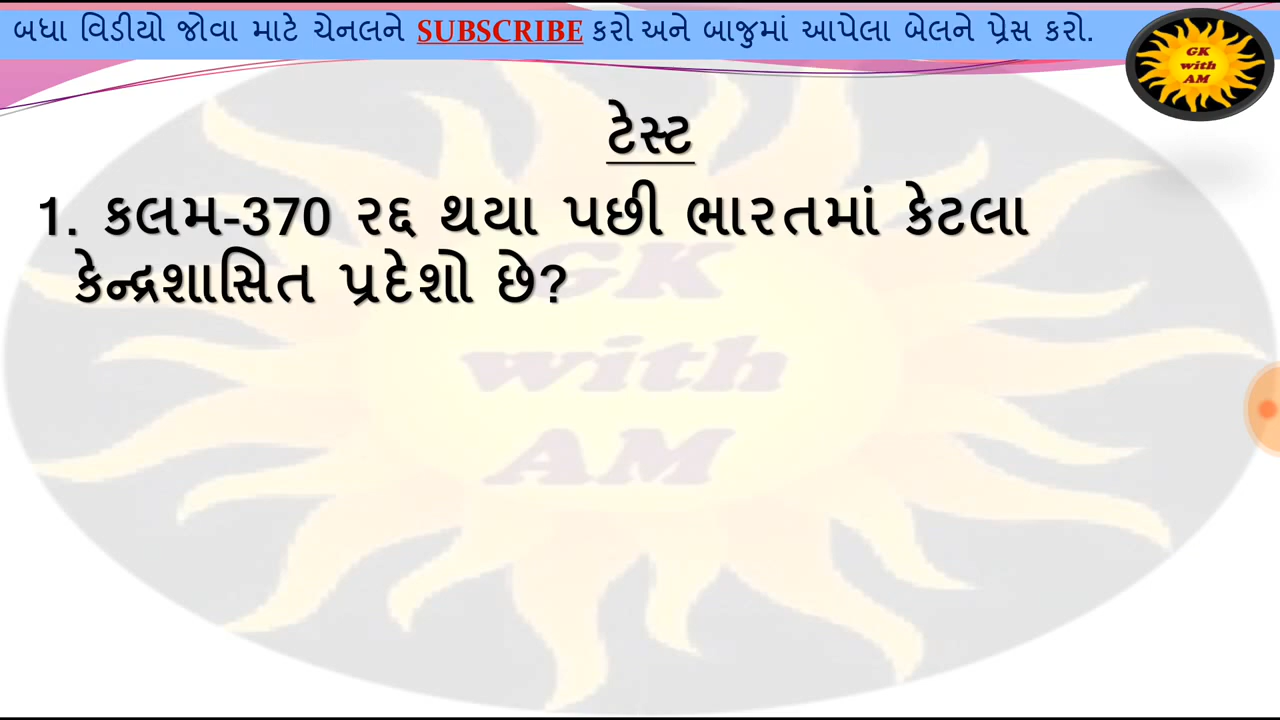 બધા વિડીયો જોવા માટે ચેનલને SUBSCRIBE કરો અને બાજુમાં આપેલા બેલને પ્રેસ કરો.
GK
with
AM
ટેસ્ટ
1. કલમ-370 રદ્દ થયા પછી ભારતમાં કેટલા
કેન્દ્રશાસિત પ્રદેશો છે?
GK
with
AM